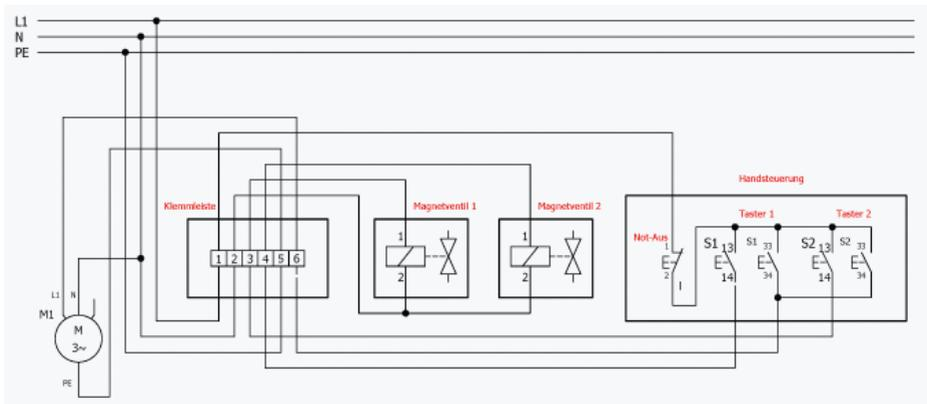 L1
N
PE
Handsteuerung
Klemmleiste
Magnetventil 1
Magnetventil 2
Taster 1
Taster 2
Not-Aus
1
1
1
2
S1 13
14
S1 33
34
S2 13
14
S2 33
34
1 2 3 4 5 6
2
2
L1
N
M1
M
3~
PE